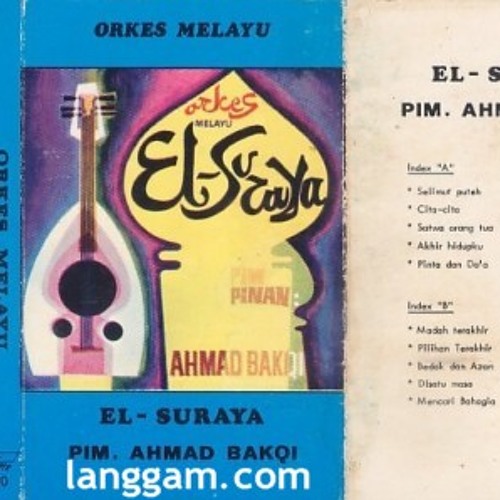 ORKES MELAYU
ORKES MELAYU
orkes
MELAYU
El-Suraya
PIM
PINAN
AHMAD BAK
EL - SURAYA
PIM. AHMAD BAKQI
langgam.com
EL - S
PIM. AH
Index "A"
* Selimut puteh
* Cita-cita
* Satwa orang tua
* Akhir hidupku
* Pinta dan Do'a
Index "B"
* Madah terakhir
* Pilihan Terakhir
* Bedok dan Azan
* Disatu masa
* Mencari Bahagia